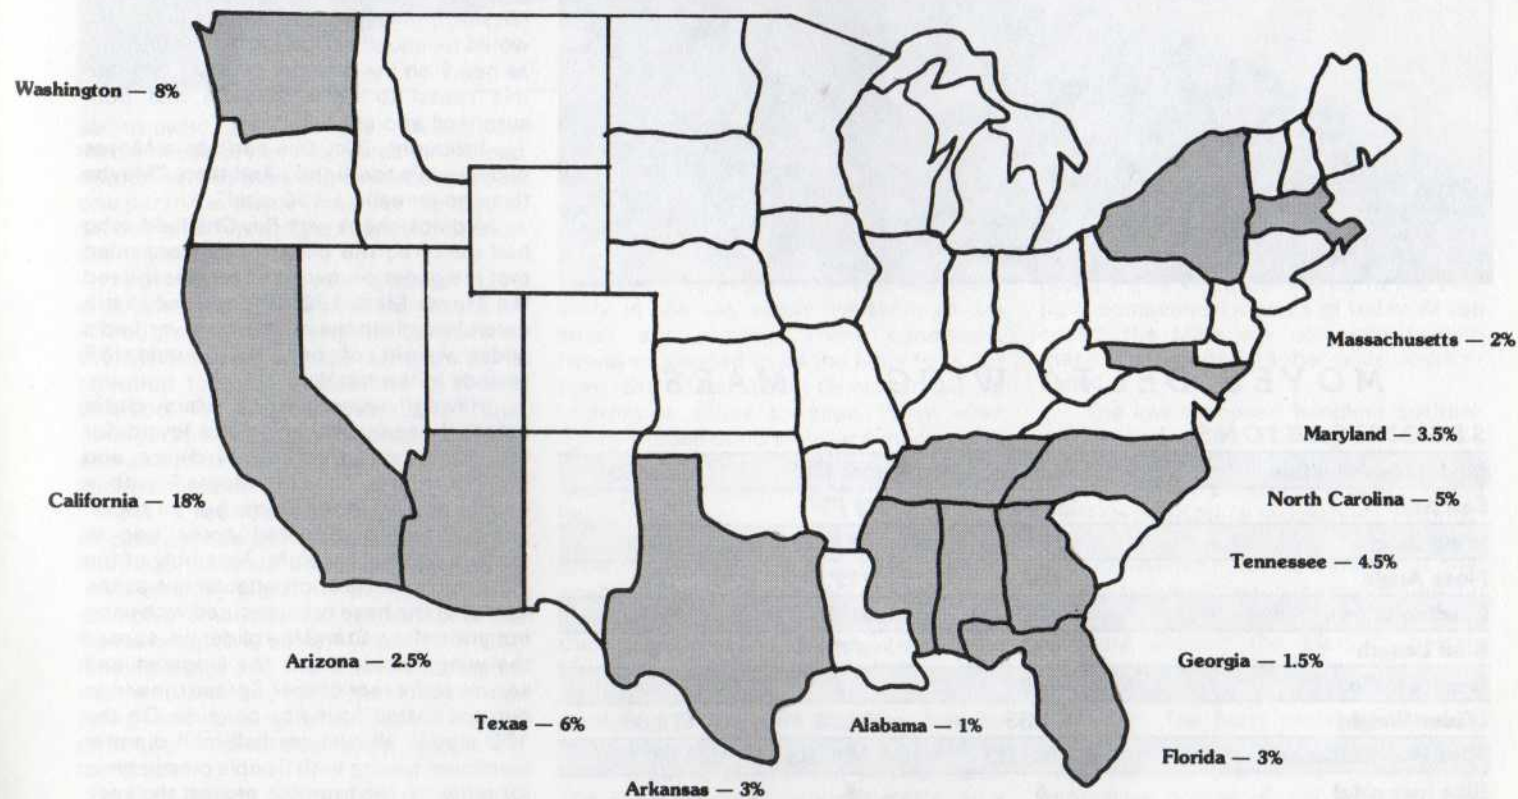 Washington — 8%
Massachusetts — 2%
Maryland — 3.5%
California — 18%
North Carolina — 5%
Tennessee — 4.5%
Arizona — 2.5%
Georgia — 1.5%
Texas — 6%
Alabama — 1%
Florida — 3%
Arkansas — 3%